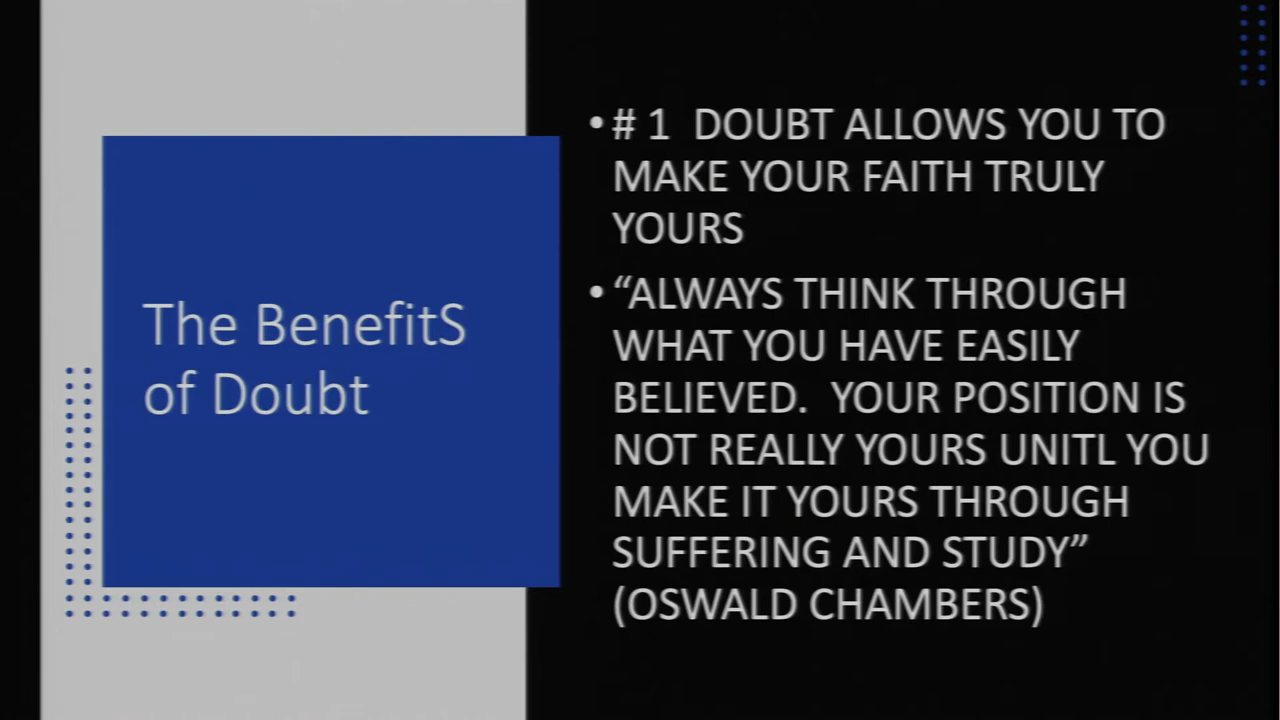 The BenefitS
of Doubt
• # 1  DOUBT ALLOWS YOU TO
MAKE YOUR FAITH TRULY
YOURS
• “ALWAYS THINK THROUGH
WHAT YOU HAVE EASILY
BELIEVED.  YOUR POSITION IS
NOT REALLY YOURS UNITL YOU
MAKE IT YOURS THROUGH
SUFFERING AND STUDY”
(OSWALD CHAMBERS)